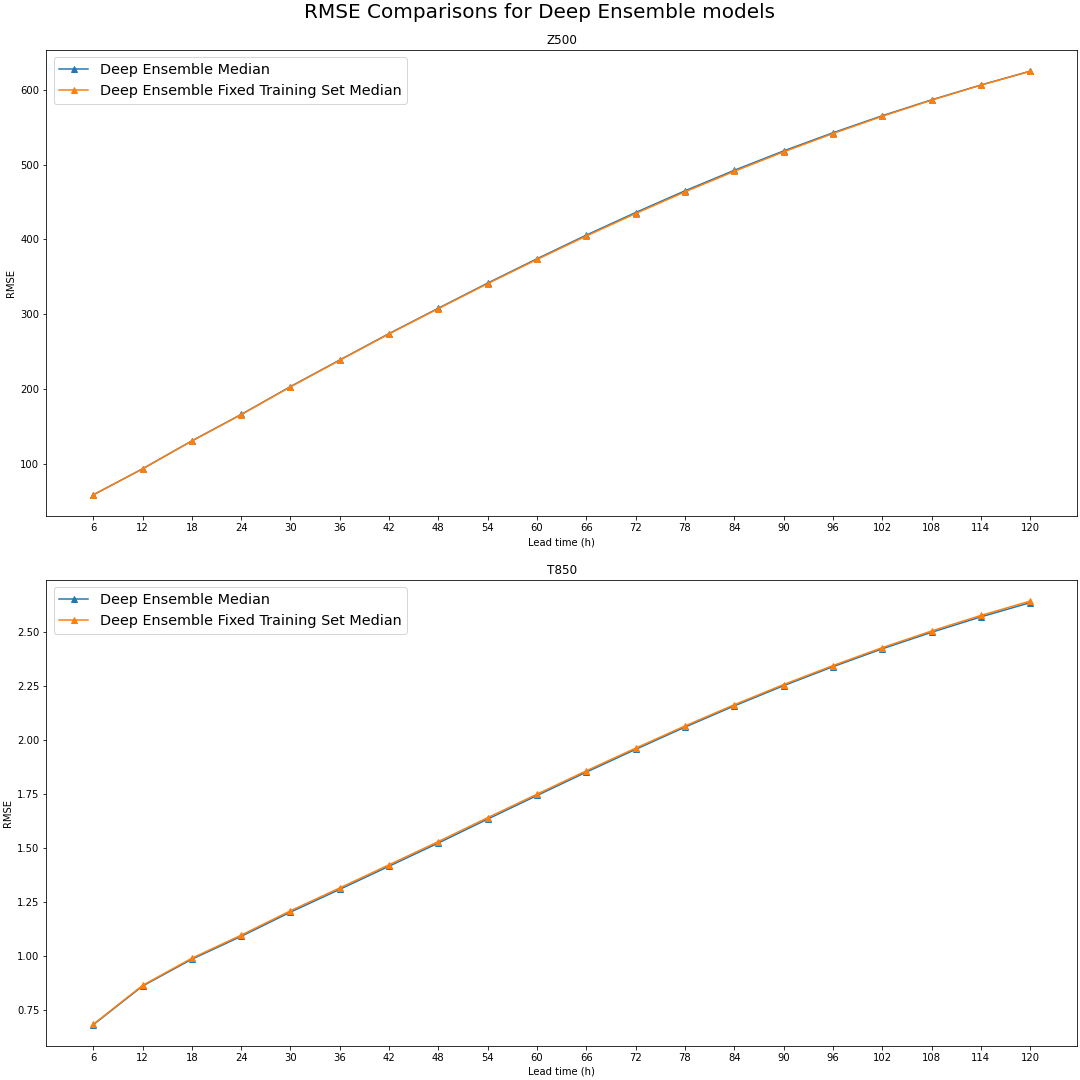 RMSE Comparisons for Deep Ensemble models
Z500
Deep Ensemble Median
Deep Ensemble Fixed Training Set Median
600
500
400
300
200
100
RMSE
6 12 18 24 30 36 42 48 54 60 66 72 78 84 90 96 102 108 114 120
Lead time (h)
T850
Deep Ensemble Median
Deep Ensemble Fixed Training Set Median
2.50
2.25
2.00
1.75
1.50
1.25
1.00
0.75
RMSE
6 12 18 24 30 36 42 48 54 60 66 72 78 84 90 96 102 108 114 120
Lead time (h)